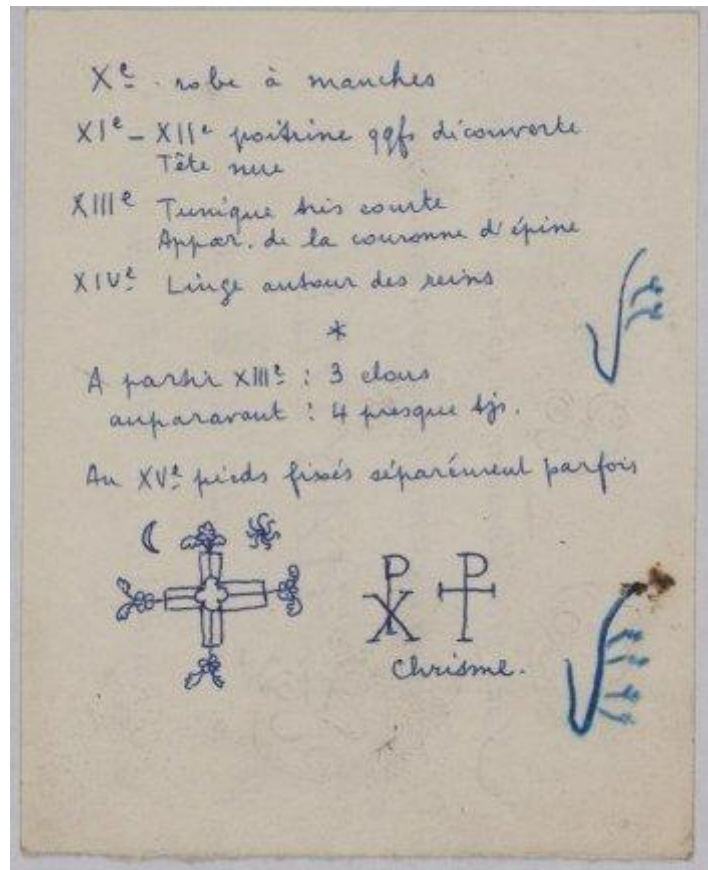 Xe robe à manches
XIe - XIIe poitrine qqfs découverte
Tête nue
XIIIe Tunique très courte
Appar. de la couronne d'épine
XIVe Linge autour des reins
*
A partir XIIIe : 3 clous
auparavant : 4 presque tjs.
Au XVe pieds fixés séparément parfois
Chrisme.